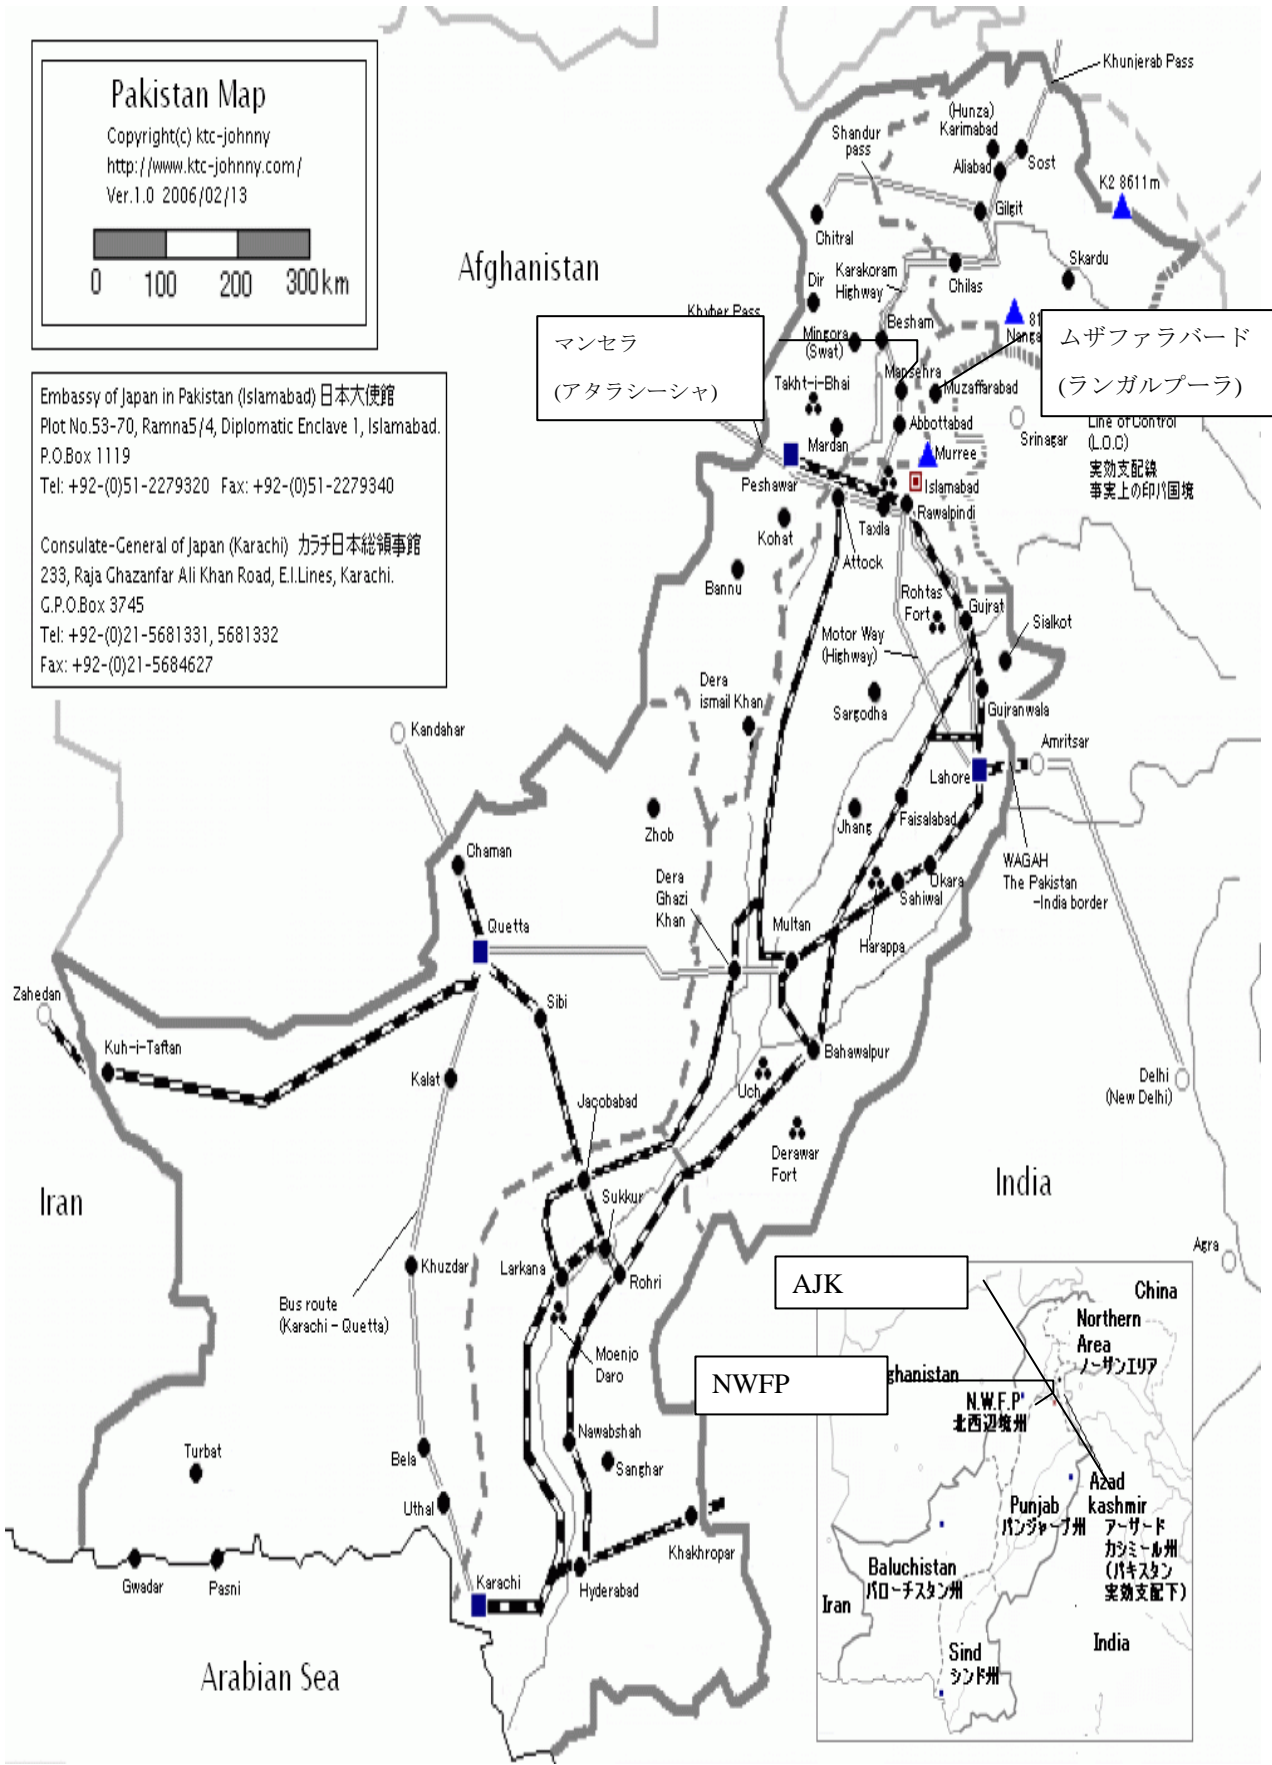 Pakistan Map
Copyright(c) ktc-johnny
http://www.ktc-johnny.com/
Ver.1.0 2006/02/13
0 100 200 300km
Embassy of Japan in Pakistan (Islamabad) 日本大使館
Plot No.53-70, Ramna5/4, Diplomatic Enclave 1, Islamabad.
P.O.Box 1119
Tel: +92-(0)51-2279320 Fax: +92-(0)51-2279340
Consulate-General of Japan (Karachi) カラチ日本総領事館
233, Raja Ghazanfar Ali Khan Road, E.I.Lines, Karachi.
G.P.O.Box 3745
Tel: +92-(0)21-5681331, 5681332
Fax: +92-(0)21-5684627
Khunjerab Pass
(Hunza)
Karimabad
Shandur
pass
Aliabad
Sost
K2 8611m
Gilgit
Chitral
Afghanistan
Karakoram
Highway
Skardu
Dir
Chilas
Khyber Pass
Besham
Mingora
(Swat)
マンセラ
(アタラシーシャ)
ムザファラバード
(ランガルプーラ)
81
Nanga
Mansehra
Takht-i-Bhai
Muzaffarabad
Abbottabad
Srinagar
Line of Control
(L.O.C)
実効支配線
事実上の印パ国境
Mardan
Murree
Peshawar
Islamabad
Rawalpindi
Taxila
Kohat
Attock
Bannu
Rohtas
Fort
Gujrat
Sialkot
Motor Way
(Highway)
Dera
ismail Khan
Sargodha
Gujranwala
Kandahar
Amritsar
Lahore
Zhob
Jhang
Faisalabad
Chaman
WAGAH
The Pakistan
-India border
Dera
Ghazi
Khan
Okara
Sahiwal
Quetta
Multan
Harappa
Zahedan
Sibi
Kuh-i-Taftan
Bahawalpur
Kalat
Uch
Delhi
(New Delhi)
Jacobabad
Derawar
Fort
Iran
India
Sukkur
Agra
Khuzdar
Larkana
Rohri
Bus route
(Karachi - Quetta)
Moenjo
Daro
Nawabshah
Turbat
Bela
Sanghar
Uthal
Khakhropar
Gwadar
Pasni
Karachi
Hyderabad
Arabian Sea
AJK
NWFP
China
Northern
Area
ノーザンエリア
ghanistan
N.W.F.P
北西辺境州
Azad
kashmir
アーザード
カシミール州
(パキスタン
実効支配下)
Punjab
パンジャーブ州
Baluchistan
バローチスタン州
Iran
India
Sind
シンド州